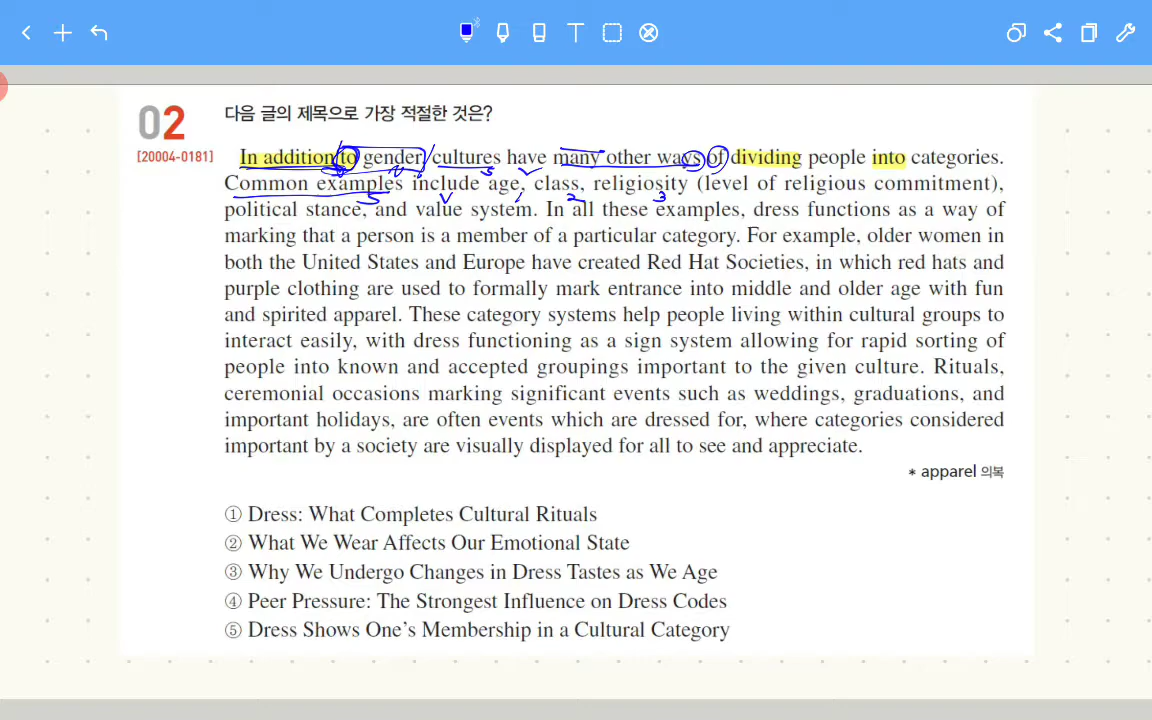 02
다음 글의 제목으로 가장 적절한 것은?
[20004-0181]
In addition to gender, cultures have many other ways of dividing people into categories.
Common examples include age, class, religiosity (level of religious commitment),
political stance, and value system. In all these examples, dress functions as a way of
marking that a person is a member of a particular category. For example, older women in
both the United States and Europe have created Red Hat Societies, in which red hats and
purple clothing are used to formally mark entrance into middle and older age with fun
and spirited apparel. These category systems help people living within cultural groups to
interact easily, with dress functioning as a sign system allowing for rapid sorting of
people into known and accepted groupings important to the given culture. Rituals,
ceremonial occasions marking significant events such as weddings, graduations, and
important holidays, are often events which are dressed for, where categories considered
important by a society are visually displayed for all to see and appreciate.
* apparel 의복
① Dress: What Completes Cultural Rituals
② What We Wear Affects Our Emotional State
③ Why We Undergo Changes in Dress Tastes as We Age
④ Peer Pressure: The Strongest Influence on Dress Codes
⑤ Dress Shows One's Membership in a Cultural Category